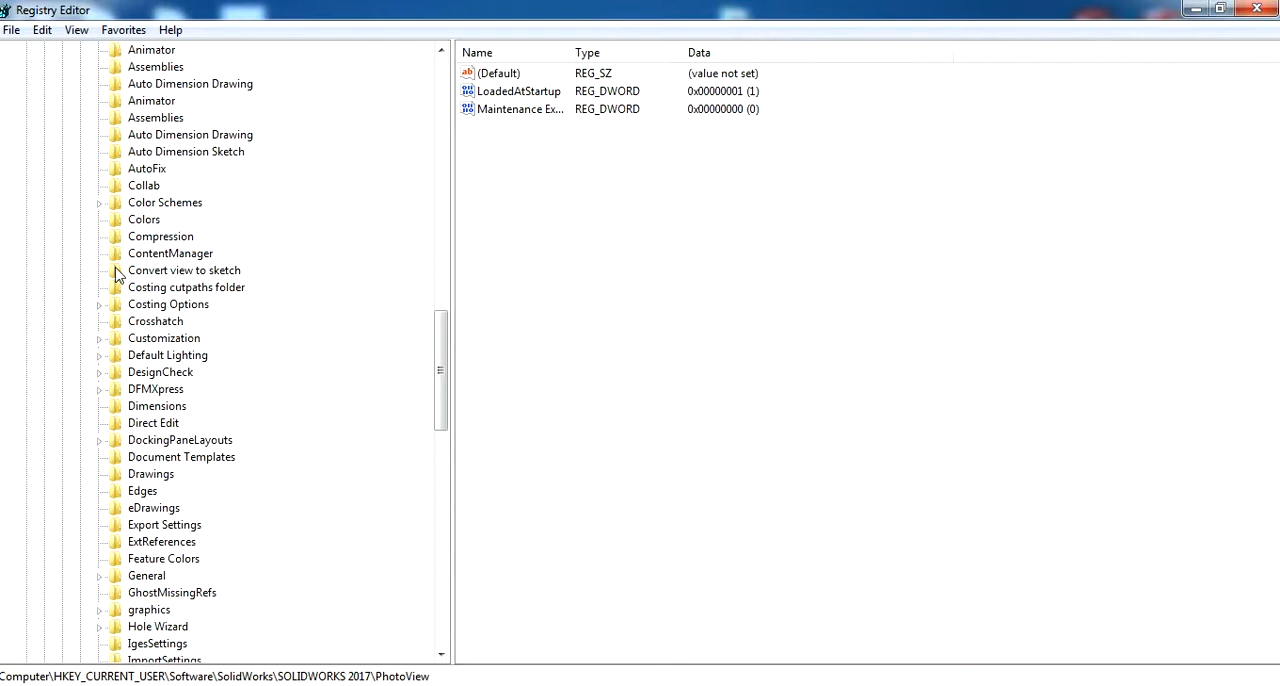 Registry Editor
File Edit View Favorites Help
Animator
Assemblies
Auto Dimension Drawing
Animator
Assemblies
Auto Dimension Drawing
Auto Dimension Sketch
AutoFix
Collab
Color Schemes
Colors
Compression
ContentManager
Convert view to sketch
Costing cutpaths folder
Costing Options
Crosshatch
Customization
Default Lighting
DesignCheck
DFMXpress
Dimensions
Direct Edit
DockingPaneLayouts
Document Templates
Drawings
Edges
eDrawings
Export Settings
ExtReferences
Feature Colors
General
GhostMissingRefs
graphics
Hole Wizard
IgesSettings
ImportSettings
Name Type Data
(Default) REG_SZ (value not set)
LoadedAtStartup REG_DWORD 0x00000001 (1)
Maintenance Ex... REG_DWORD 0x00000000 (0)
Computer\HKEY_CURRENT_USER\Software\SolidWorks\SOLIDWORKS 2017\PhotoView